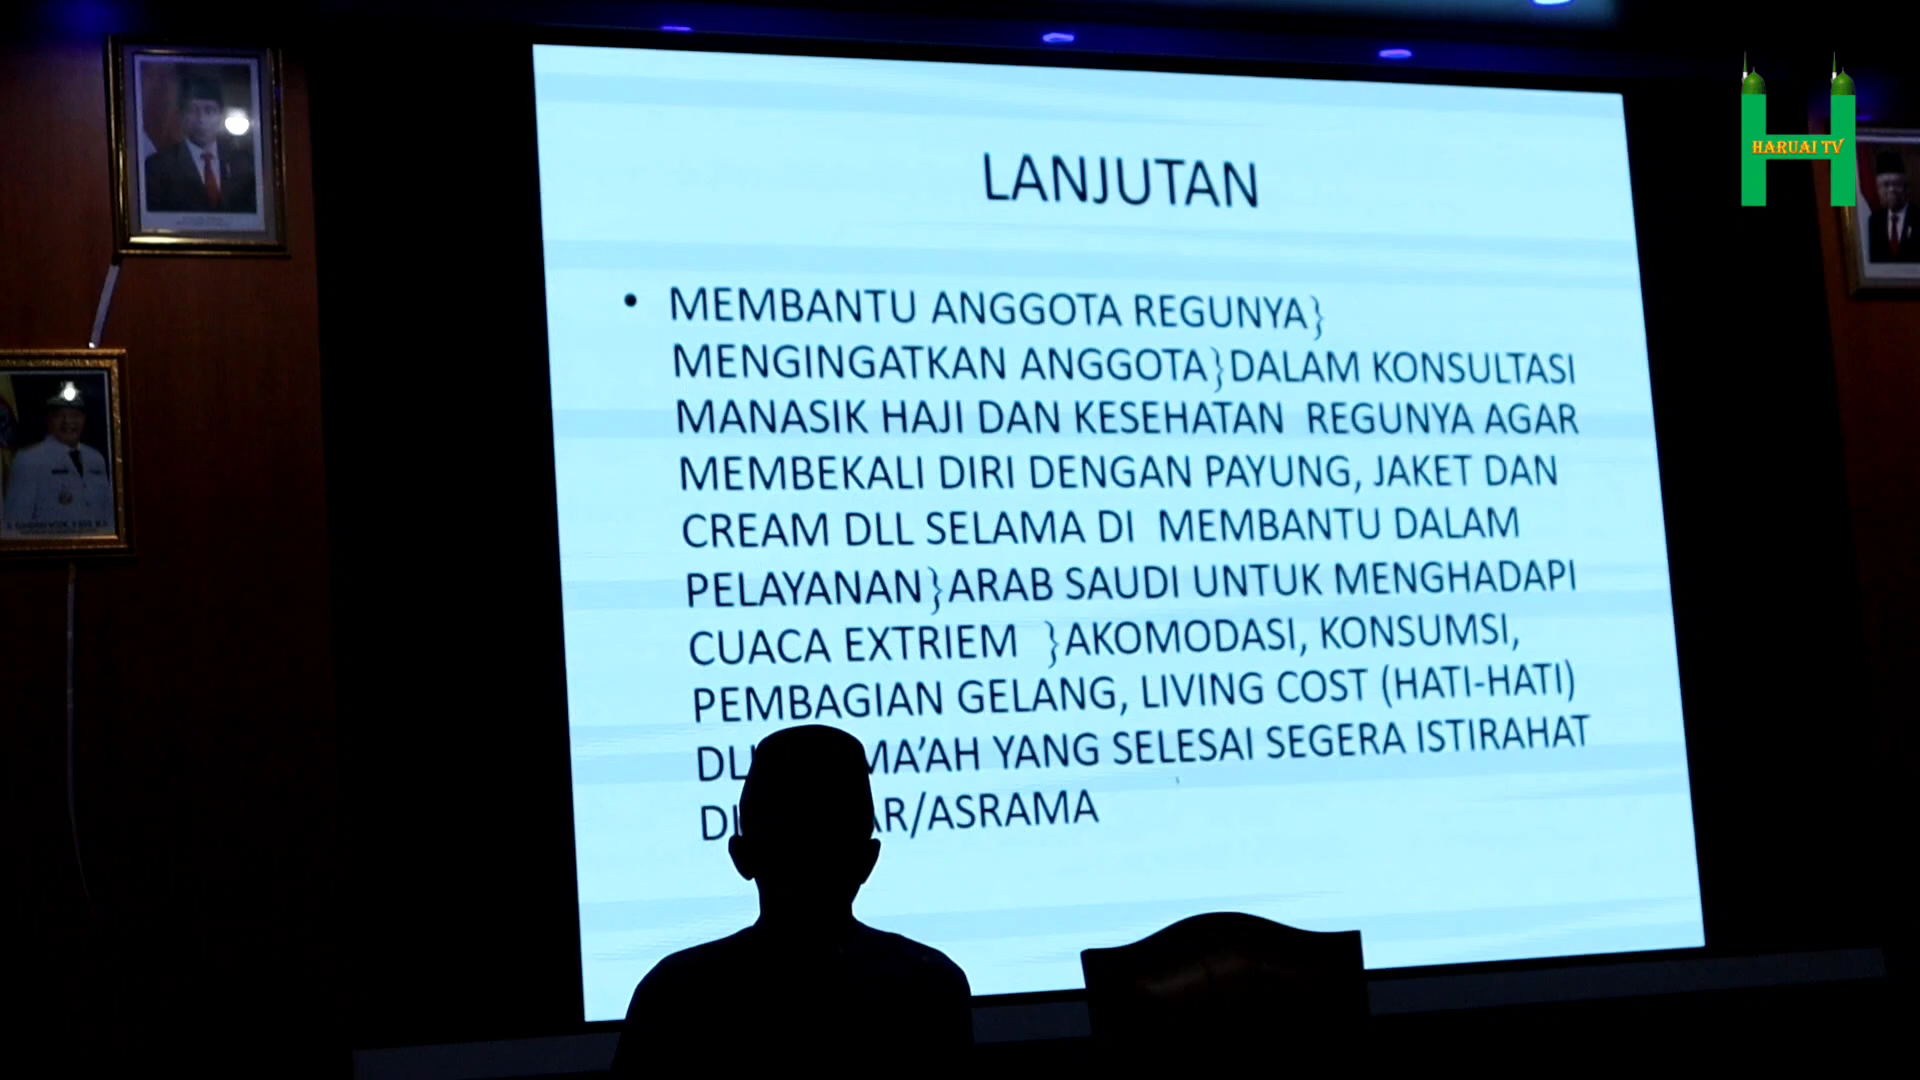 HARUAI TV
LANJUTAN
• MEMBANTU ANGGOTA REGUNYA}
MENGINGATKAN ANGGOTA}DALAM KONSULTASI
MANASIK HAJI DAN KESEHATAN REGUNYA AGAR
MEMBEKALI DIRI DENGAN PAYUNG, JAKET DAN
CREAM DLL SELAMA DI MEMBANTU DALAM
PELAYANAN}ARAB SAUDI UNTUK MENGHADAPI
CUACA EXTRIEM }AKOMODASI, KONSUMSI,
PEMBAGIAN GELANG, LIVING COST (HATI-HATI)
YANG SELESAI SEGERA ISTIRAHAT
/ASRAMA